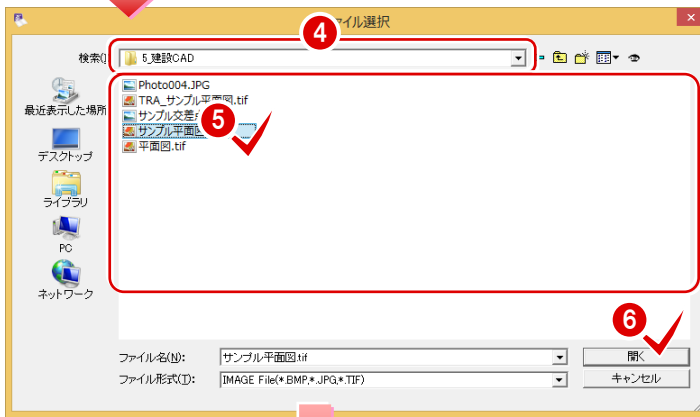 ァイル選択
4
検索(I)
5_建設CAD
最近表示した場所
デスクトップ
ライブラリ
PC
ネットワーク
Photo004.JPG
TRA_サンプル平面図.tif
サンプル交差
5
サンプル平面図
平面図.tif
6
ファイル名(N):
サンプル平面図.tif
開く
ファイル形式(T):
IMAGE File(*.BMP,*.JPG,*.TIF)
キャンセル